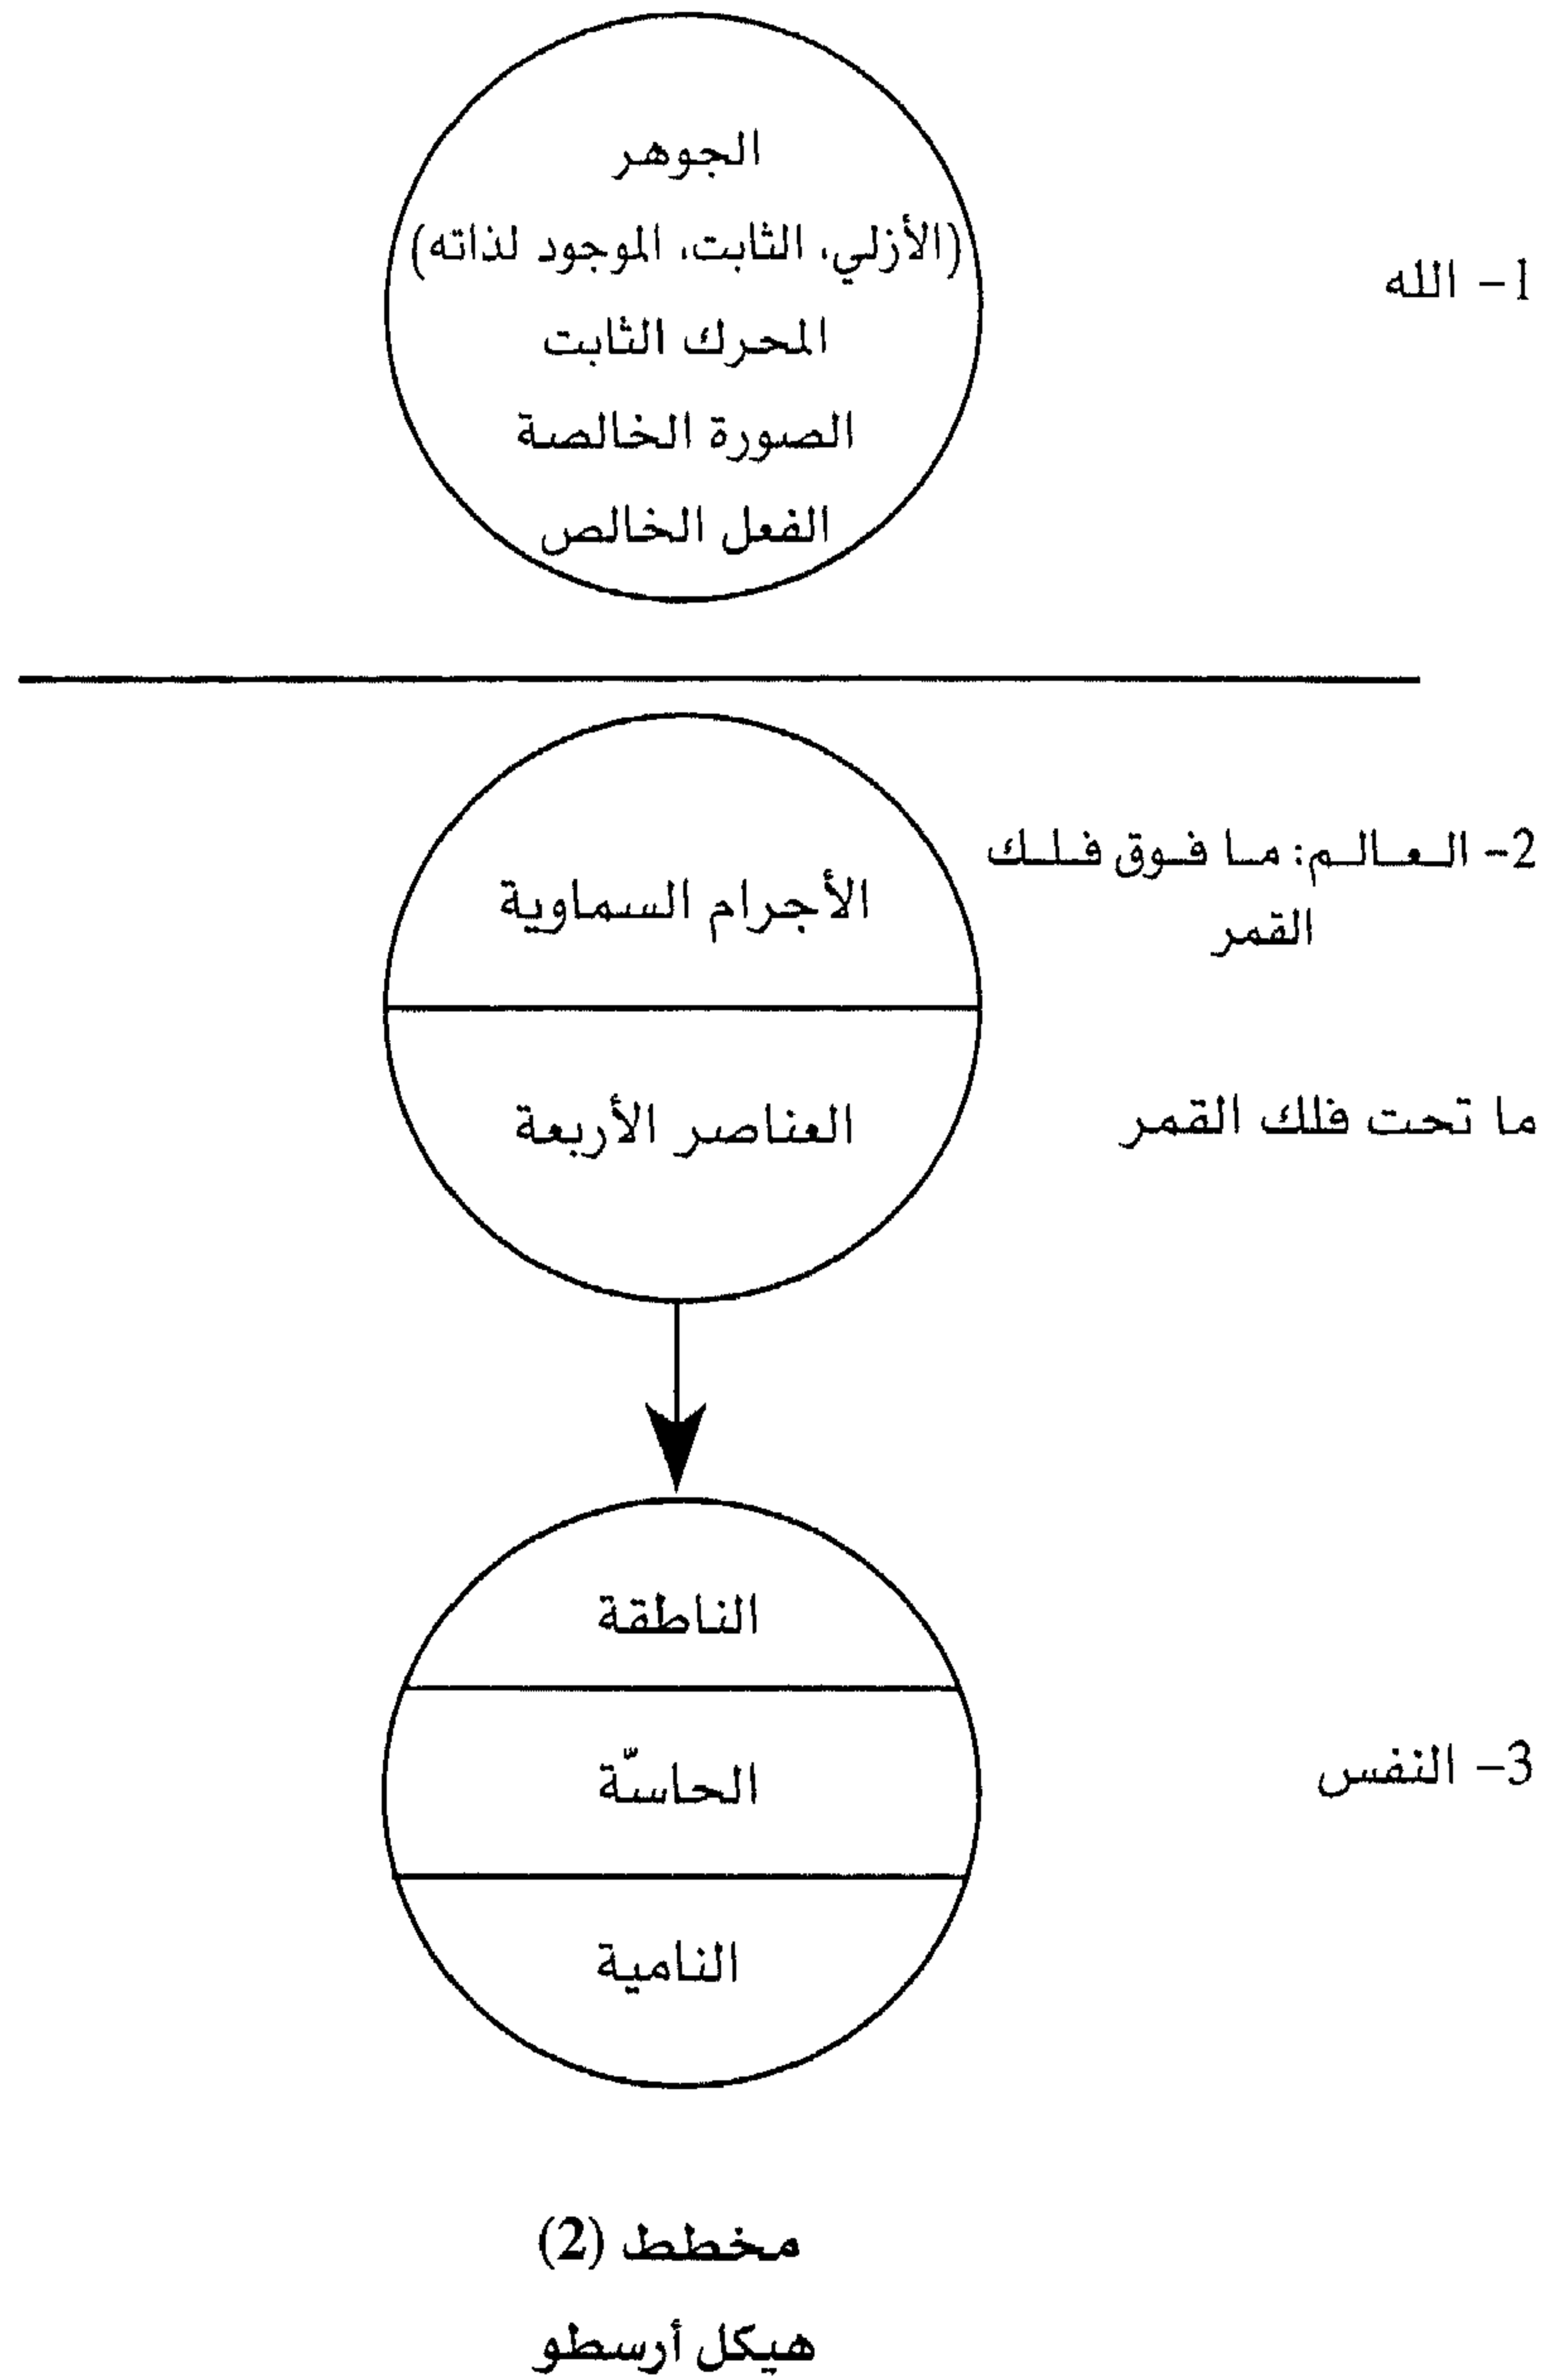 الجوهر
(الأزلي، الثابت، الموجود لذاته)
1- الله
المحرك الثابت
الصورة الخالصة
الفعل الخالص
2- العالم: ما فوق فلك
القمر
الأجرام السماوية
ما تحت فلك القمر
العناصر الأربعة
الناطقة
3- النفس
الحاسّة
النامية
مخطط (2)
هيكل أرسطو